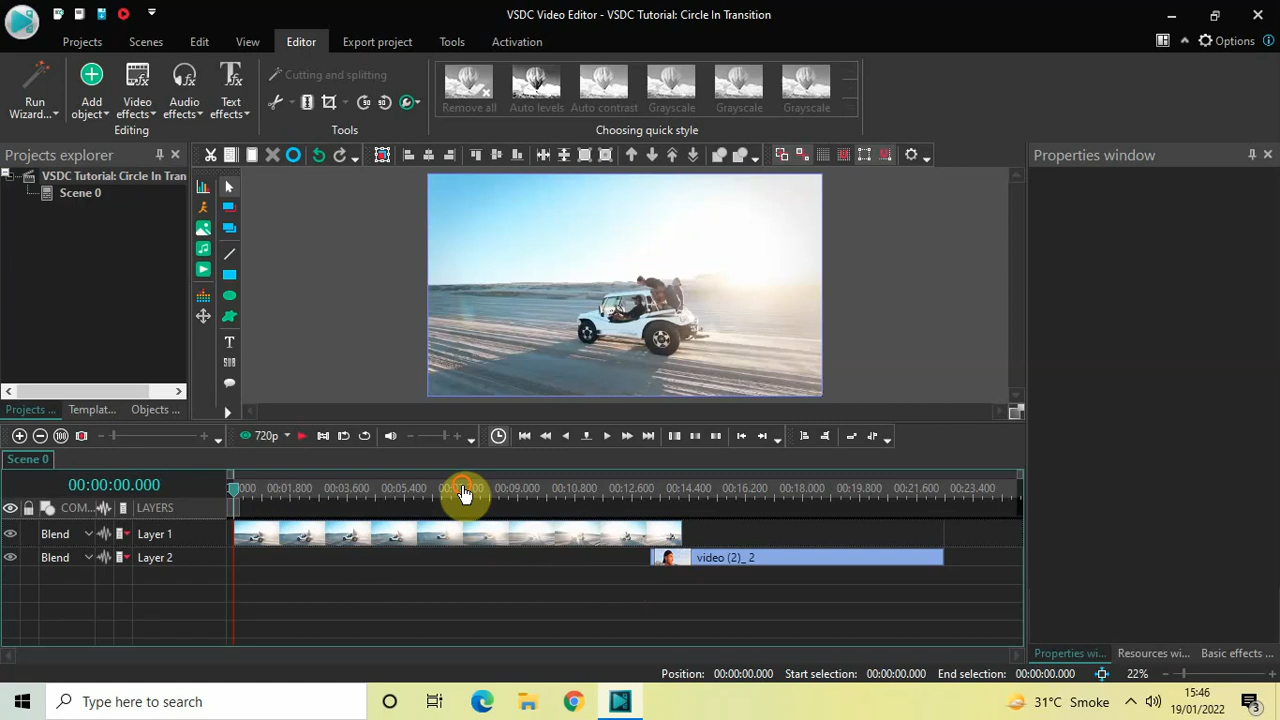 VSDC Video Editor - VSDC Tutorial: Circle In Transition
Projects Scenes Edit View Editor Export project Tools Activation Options
Run Wizard... Add object Video effects Audio effects Text effects
Cutting and splitting
Remove all Auto levels Auto contrast Grayscale Grayscale Grayscale
Editing Tools Choosing quick style
Projects explorer
Properties window
VSDC Tutorial: Circle In Tran
Scene 0
Projects ... Templat... Objects ...
720p
Scene 0
00:00:00.000
000 00:01.800 00:03.600 00:05.400 00:09.000 00:10.800 00:12.600 00:14.400 00:16.200 00:18.000 00:19.800 00:21.600 00:23.400
COM... LAYERS
Blend Layer 1
Blend Layer 2 video (2)_ 2
Properties wi... Resources wi... Basic effects ...
Position: 00:00:00.000 Start selection: 00:00:00.000 End selection: 00:00:00.000 22%
Type here to search
31°C Smoke
15:46
19/01/2022
3